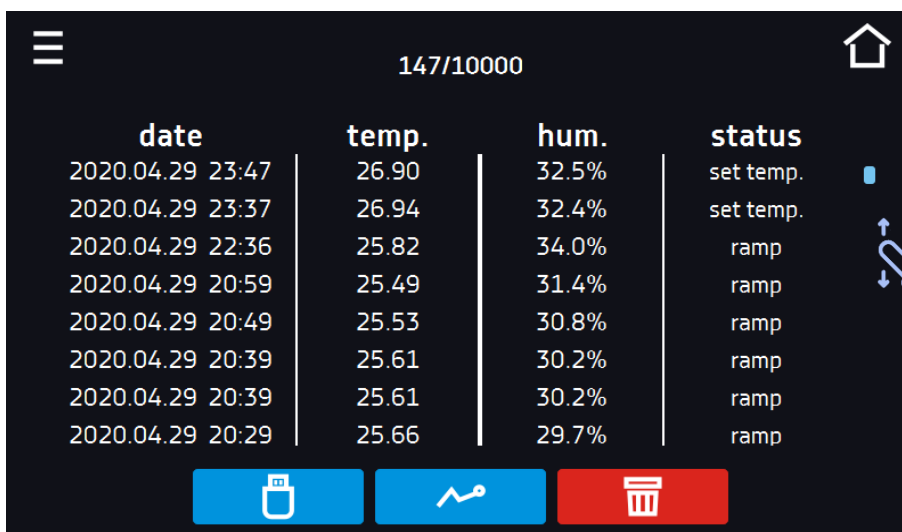 147/10000
date temp. hum. status
2020.04.29 23:47 26.90 32.5% set temp.
2020.04.29 23:37 26.94 32.4% set temp.
2020.04.29 22:36 25.82 34.0% ramp
2020.04.29 20:59 25.49 31.4% ramp
2020.04.29 20:49 25.53 30.8% ramp
2020.04.29 20:39 25.61 30.2% ramp
2020.04.29 20:39 25.61 30.2% ramp
2020.04.29 20:29 25.66 29.7% ramp